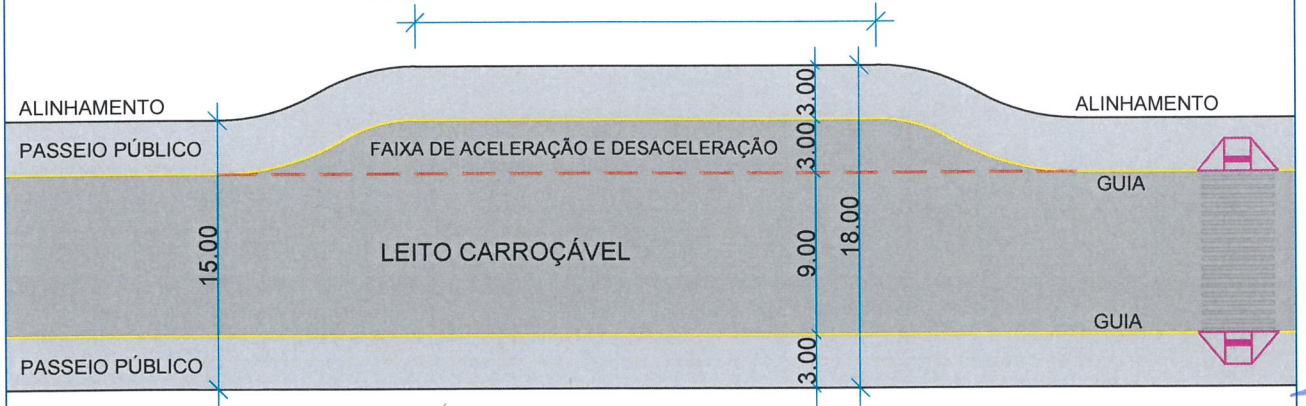 ALINHAMENTO
ALINHAMENTO
3.00
PASSEIO PÚBLICO
FAIXA DE ACELERAÇÃO E DESACELERAÇÃO
3.00
GUIA
15.00
LEITO CARROÇÁVEL
9.00
18.00
GUIA
PASSEIO PÚBLICO
3.00